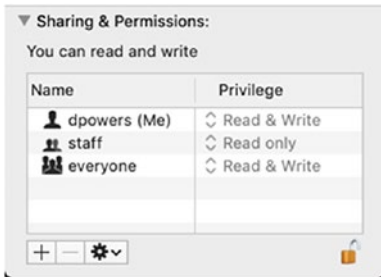 Sharing & Permissions:
You can read and write
Name Privilege
dpowers (Me) Read & Write
staff Read only
everyone Read & Write